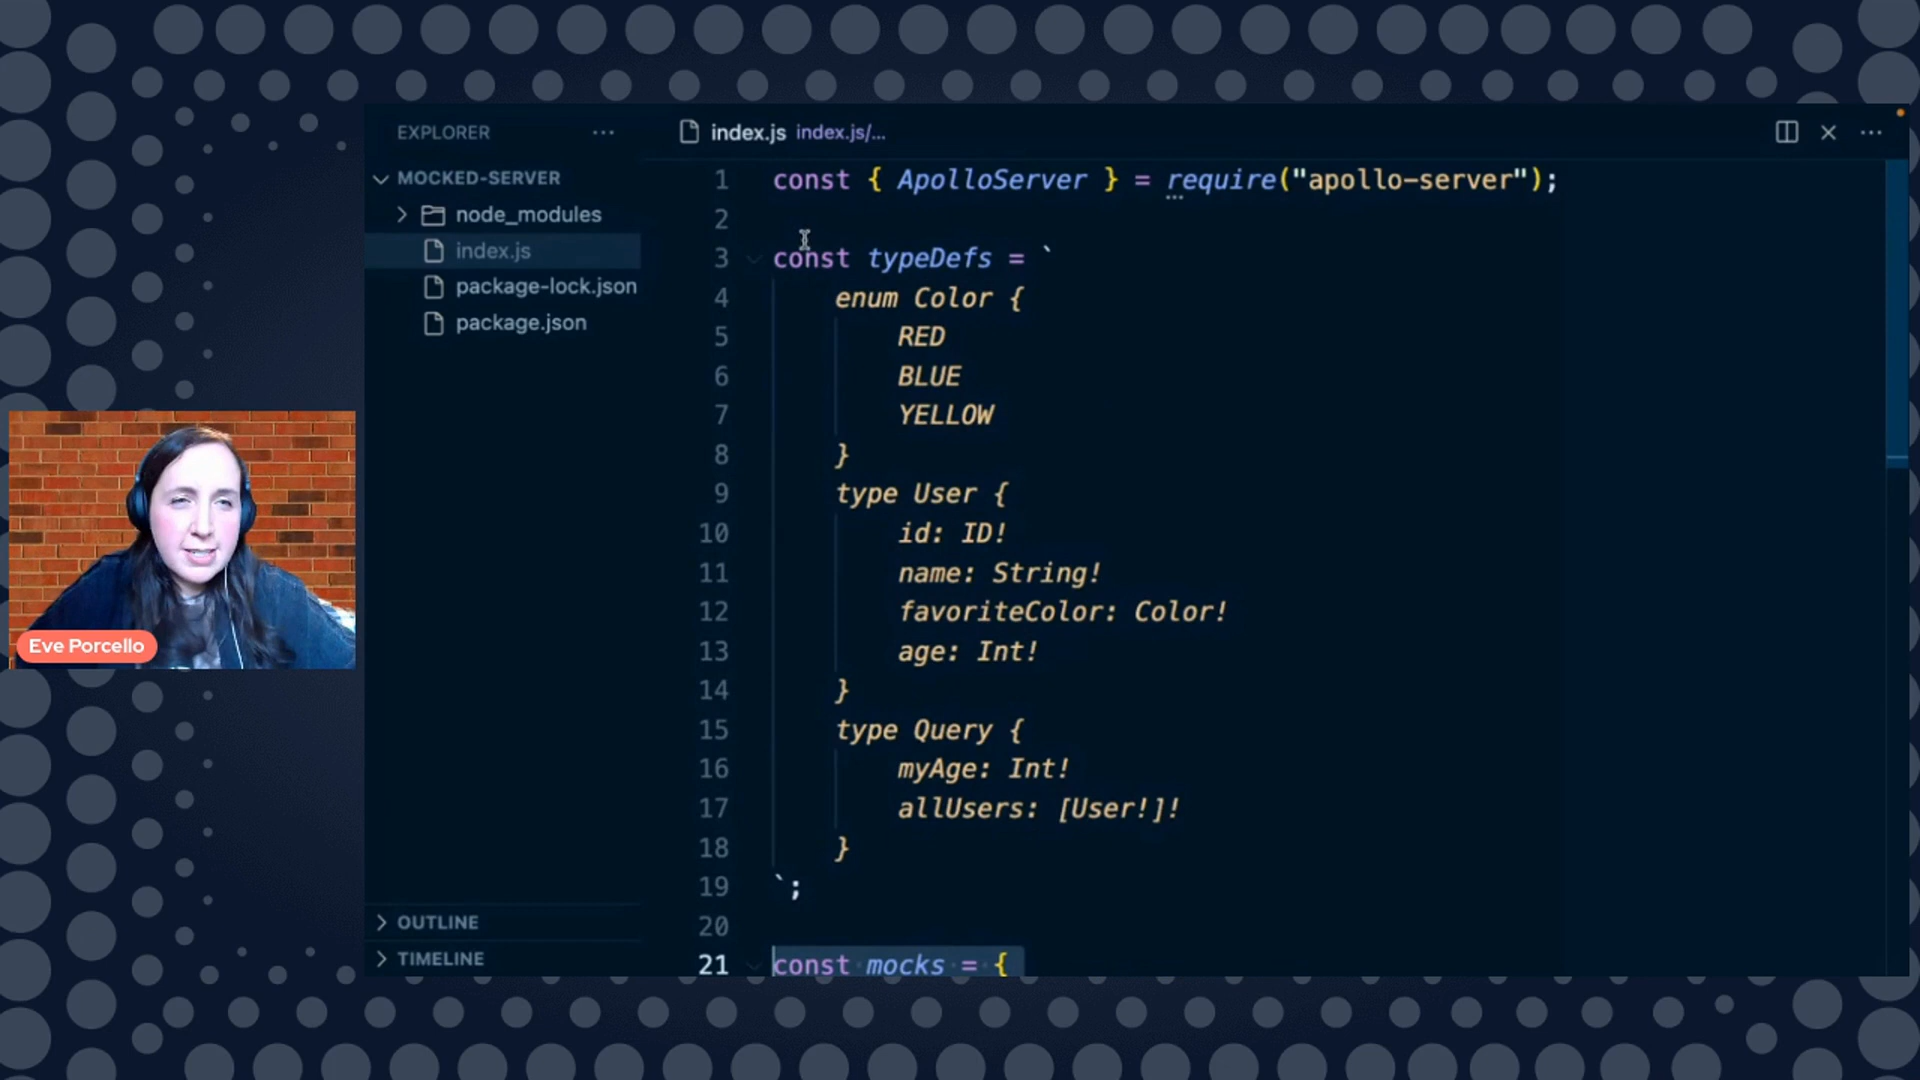 EXPLORER ...
MOCKED-SERVER
node_modules
index.js
package-lock.json
package.json
OUTLINE
TIMELINE
index.js index.js/...
1 const { ApolloServer } = require("apollo-server");
2
3 const typeDefs = `
4 enum Color {
5 RED
6 BLUE
7 YELLOW
8 }
9 type User {
10 id: ID!
11 name: String!
12 favoriteColor: Color!
13 age: Int!
14 }
15 type Query {
16 myAge: Int!
17 allUsers: [User!]!
18 }
19 `;
20
21 const mocks = {
Eve Porcello